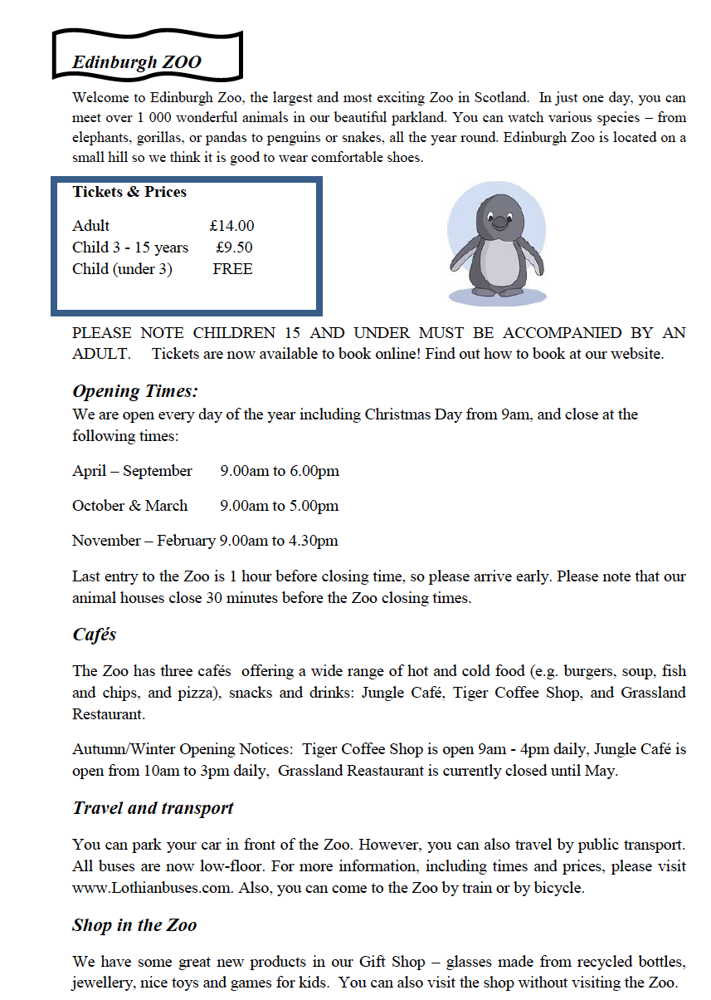 Edinburgh ZOO
Welcome to Edinburgh Zoo, the largest and most exciting Zoo in Scotland. In just one day, you can
meet over 1 000 wonderful animals in our beautiful parkland. You can watch various species – from
elephants, gorillas, or pandas to penguins or snakes, all the year round. Edinburgh Zoo is located on a
small hill so we think it is good to wear comfortable shoes.
Tickets & Prices
Adult £14.00
Child 3 - 15 years £9.50
Child (under 3) FREE
PLEASE NOTE CHILDREN 15 AND UNDER MUST BE ACCOMPANIED BY AN
ADULT. Tickets are now available to book online! Find out how to book at our website.
Opening Times:
We are open every day of the year including Christmas Day from 9am, and close at the
following times:
April – September 9.00am to 6.00pm
October & March 9.00am to 5.00pm
November – February 9.00am to 4.30pm
Last entry to the Zoo is 1 hour before closing time, so please arrive early. Please note that our
animal houses close 30 minutes before the Zoo closing times.
Cafés
The Zoo has three cafés offering a wide range of hot and cold food (e.g. burgers, soup, fish
and chips, and pizza), snacks and drinks: Jungle Café, Tiger Coffee Shop, and Grassland
Restaurant.
Autumn/Winter Opening Notices: Tiger Coffee Shop is open 9am - 4pm daily, Jungle Café is
open from 10am to 3pm daily, Grassland Reastaurant is currently closed until May.
Travel and transport
You can park your car in front of the Zoo. However, you can also travel by public transport.
All buses are now low-floor. For more information, including times and prices, please visit
www.Lothianbuses.com. Also, you can come to the Zoo by train or by bicycle.
Shop in the Zoo
We have some great new products in our Gift Shop – glasses made from recycled bottles,
jewellery, nice toys and games for kids. You can also visit the shop without visiting the Zoo.